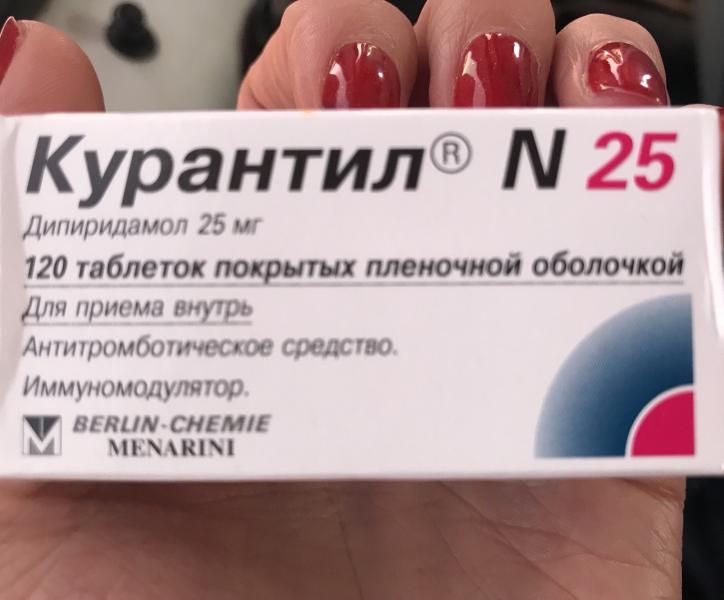 Курантил® N 25
Дипиридамол 25 мг
120 таблеток покрытых пленочной оболочкой
Для приема внутрь
Антитромботическое средство.
Иммуномодулятор.
BERLIN-CHEMIE
MENARINI